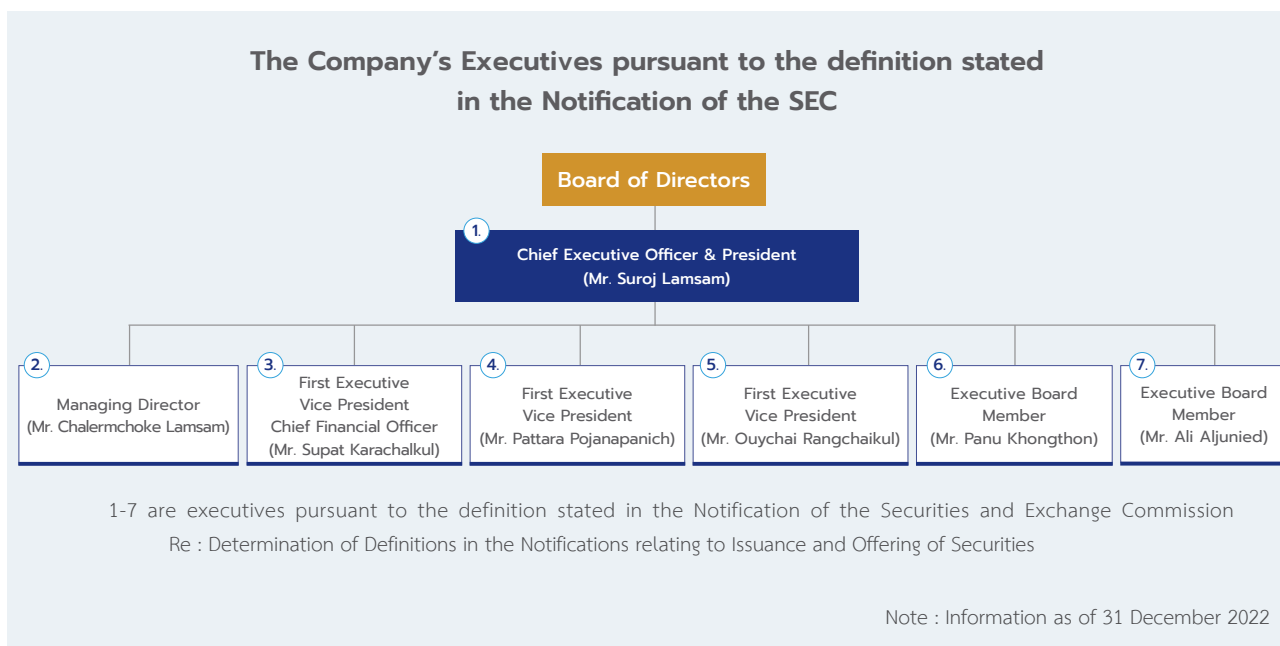 The Company's Executives pursuant to the definition stated
in the Notification of the SEC
Board of Directors
1.
Chief Executive Officer & President
(Mr. Suroj Lamsam)
2.
Managing Director
(Mr. Chalermchoke Lamsam)
3.
First Executive
Vice President
Chief Financial Officer
(Mr. Supat Karachalkul)
4.
First Executive
Vice President
(Mr. Pattara Pojanapanich)
5.
First Executive
Vice President
(Mr. Ouychai Rangchaikul)
6.
Executive Board
Member
(Mr. Panu Khongthon)
7.
Executive Board
Member
(Mr. Ali Aljunied)
1-7 are executives pursuant to the definition stated in the Notification of the Securities and Exchange Commission
Re : Determination of Definitions in the Notifications relating to Issuance and Offering of Securities
Note : Information as of 31 December 2022